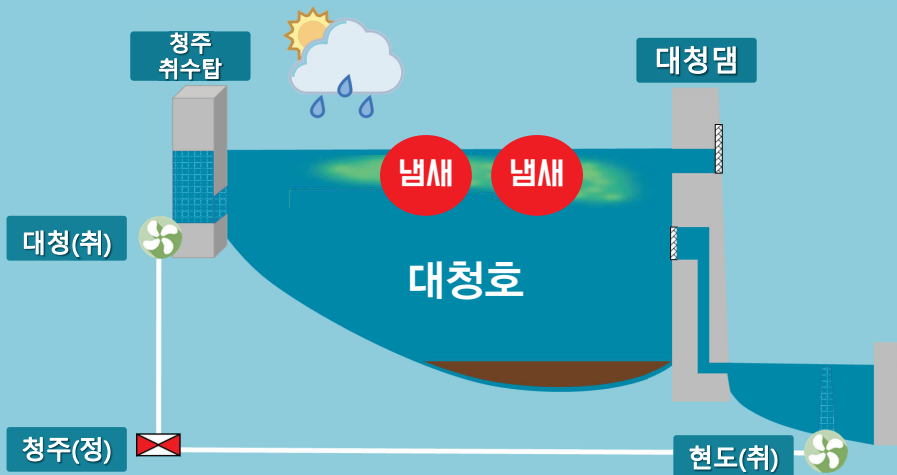 청주
취수탑
대청댐
냄새
냄새
대청(취)
대청호
청주(정)
현도(취)